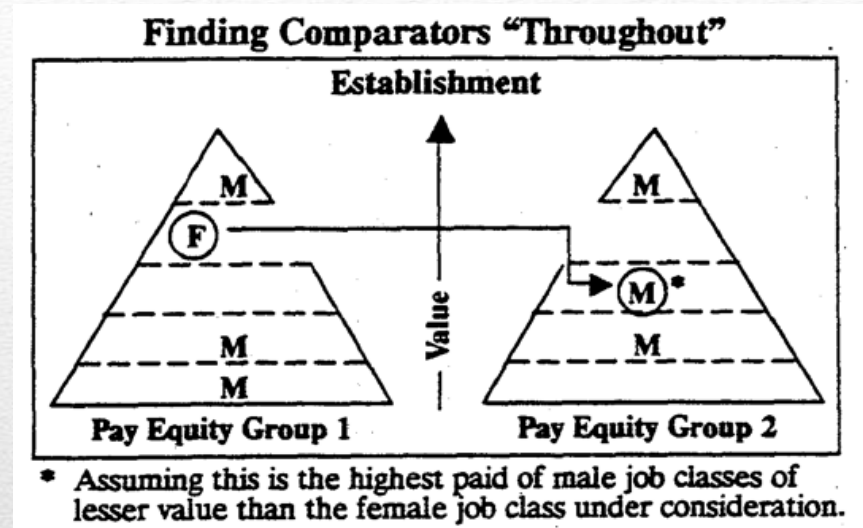 Finding Comparators “Throughout”
Establishment
M
M
F
M *
Value
M
M
M
Pay Equity Group 1
Pay Equity Group 2
* Assuming this is the highest paid of male job classes of
lesser value than the female job class under consideration.